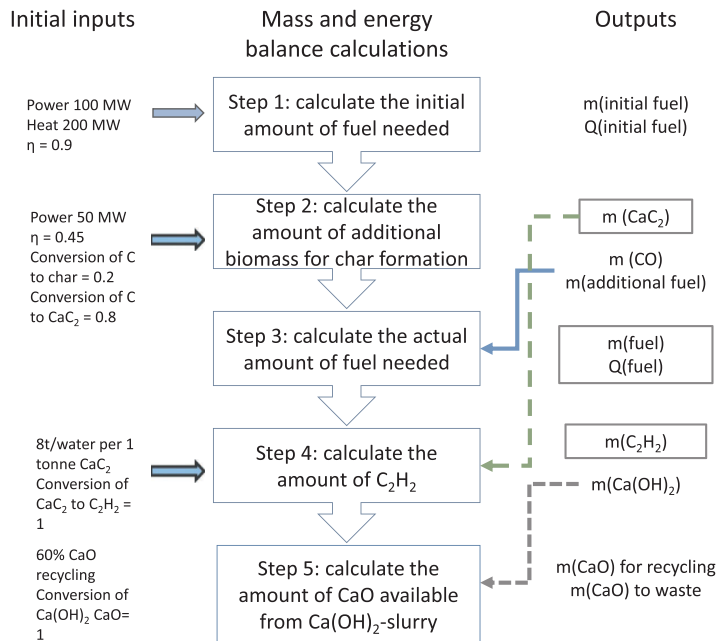 Initial inputs
Mass and energy
balance calculations
Outputs
Power 100 MW
Heat 200 MW
η = 0.9
Step 1: calculate the initial
amount of fuel needed
m(initial fuel)
Q(initial fuel)
Power 50 MW
η = 0.45
Conversion of C
to char = 0.2
Conversion of C
to CaC₂ = 0.8
Step 2: calculate the
amount of additional
biomass for char formation
m (CaC₂)
m (CO)
m(additional fuel)
Step 3: calculate the actual
amount of fuel needed
m(fuel)
Q(fuel)
8t/water per 1
tonne CaC₂
Conversion of
CaC₂ to C₂H₂ =
1
Step 4: calculate the
amount of C₂H₂
m(C₂H₂)
m(Ca(OH)₂)
60% CaO
recycling
Conversion of
Ca(OH)₂ CaO=
1
Step 5: calculate the
amount of CaO available
from Ca(OH)₂-slurry
m(CaO) for recycling
m(CaO) to waste